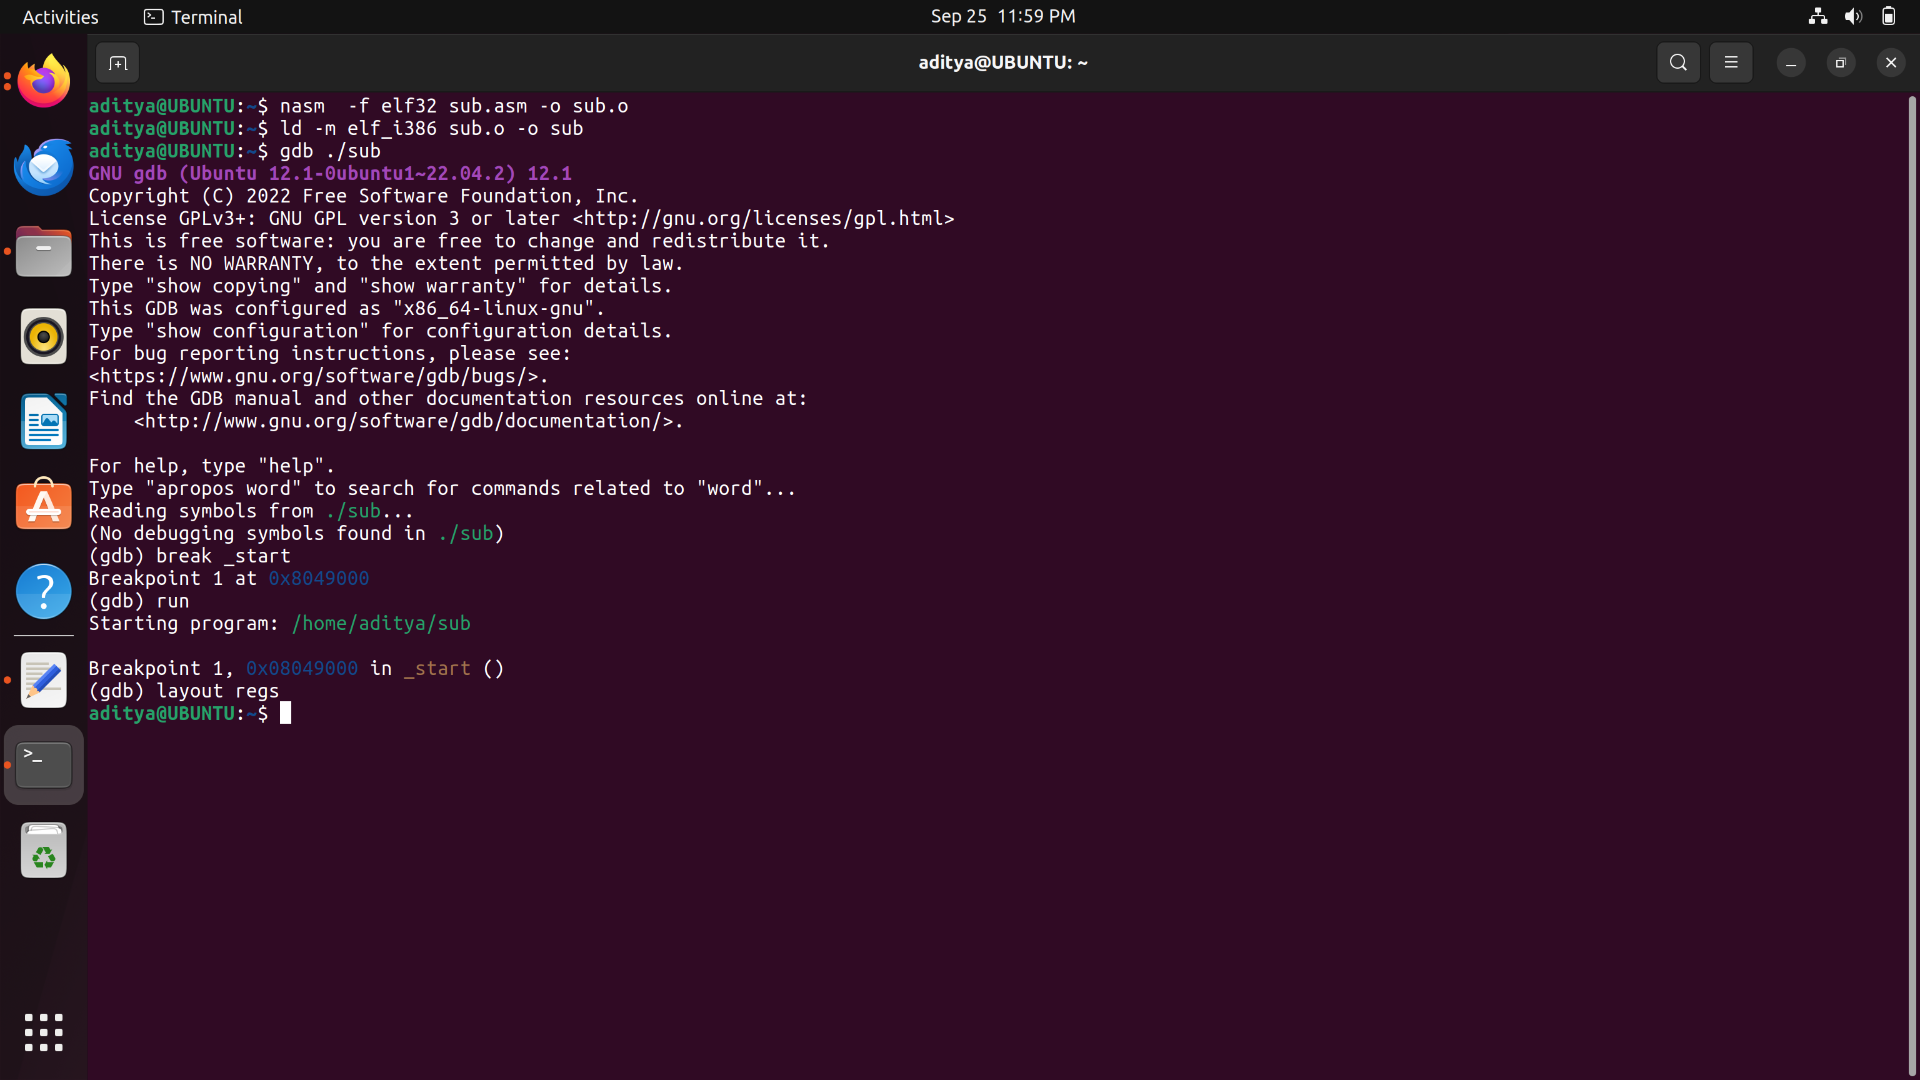 Activities
Terminal
Sep 25 11:59 PM
aditya@UBUNTU: ~
aditya@UBUNTU:~$ nasm  -f elf32 sub.asm -o sub.o
aditya@UBUNTU:~$ ld -m elf_i386 sub.o -o sub
aditya@UBUNTU:~$ gdb ./sub
GNU gdb (Ubuntu 12.1-0ubuntu1~22.04.2) 12.1
Copyright (C) 2022 Free Software Foundation, Inc.
License GPLv3+: GNU GPL version 3 or later <http://gnu.org/licenses/gpl.html>
This is free software: you are free to change and redistribute it.
There is NO WARRANTY, to the extent permitted by law.
Type "show copying" and "show warranty" for details.
This GDB was configured as "x86_64-linux-gnu".
Type "show configuration" for configuration details.
For bug reporting instructions, please see:
<https://www.gnu.org/software/gdb/bugs/>.
Find the GDB manual and other documentation resources online at:
    <http://www.gnu.org/software/gdb/documentation/>.
For help, type "help".
Type "apropos word" to search for commands related to "word"...
Reading symbols from ./sub...
(No debugging symbols found in ./sub)
(gdb) break _start
Breakpoint 1 at 0x8049000
(gdb) run
Starting program: /home/aditya/sub
Breakpoint 1, 0x08049000 in _start ()
(gdb) layout regs
aditya@UBUNTU:~$